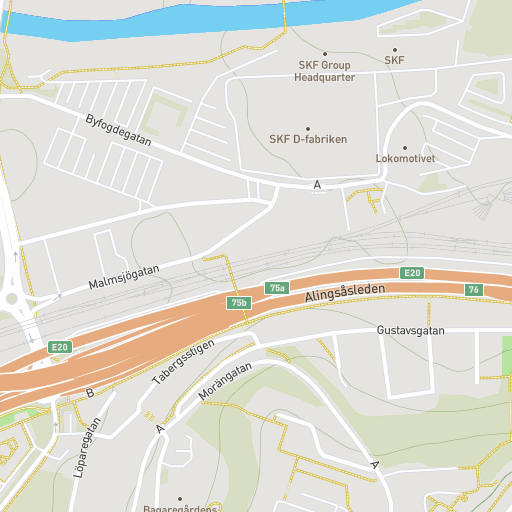 SKF Group
Headquarter
SKF
Byfogdegatan
SKF D-fabriken
Lokomotivet
A
Malmsjögatan
E20
75a
76
Alingsåsleden
75b
Gustavsgatan
E20
Tabergsstigen
Morängatan
B
A
Löparegatan
A
Bagaregårdens